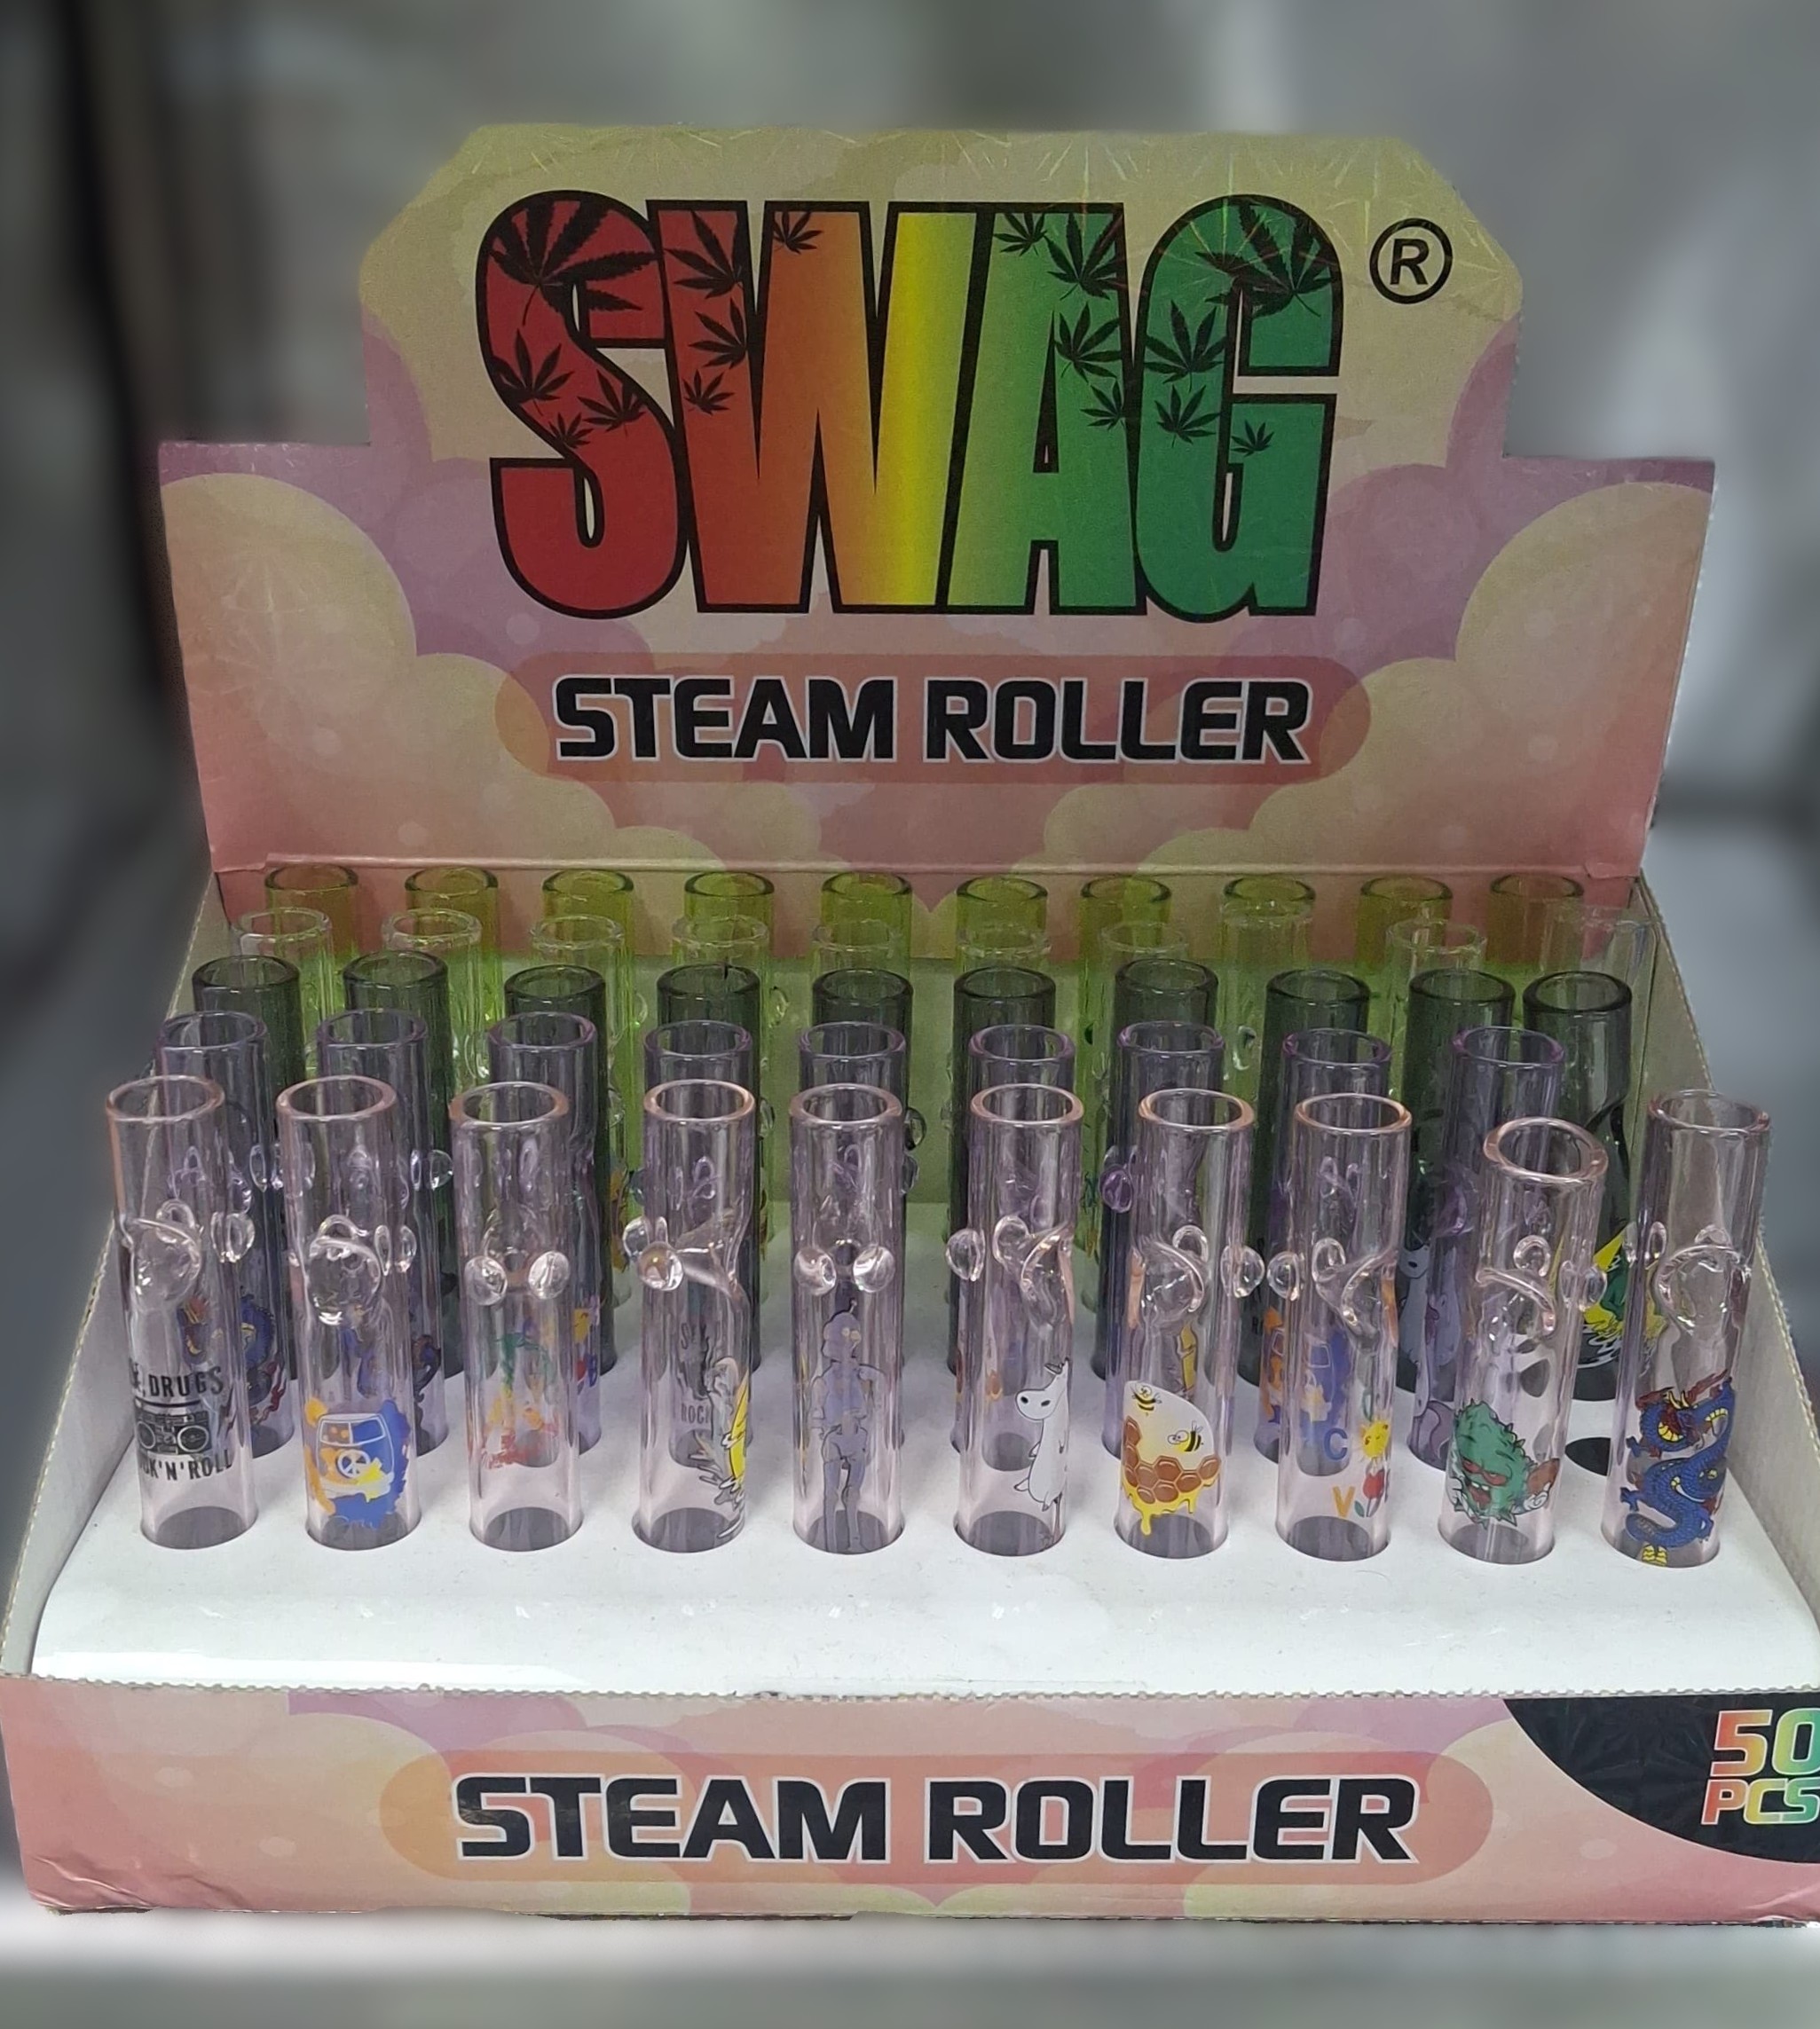 SWAG®
STEAM ROLLER
DRUGS
ROCK
'N'ROLL
C
V
STEAM ROLLER
50
PCS